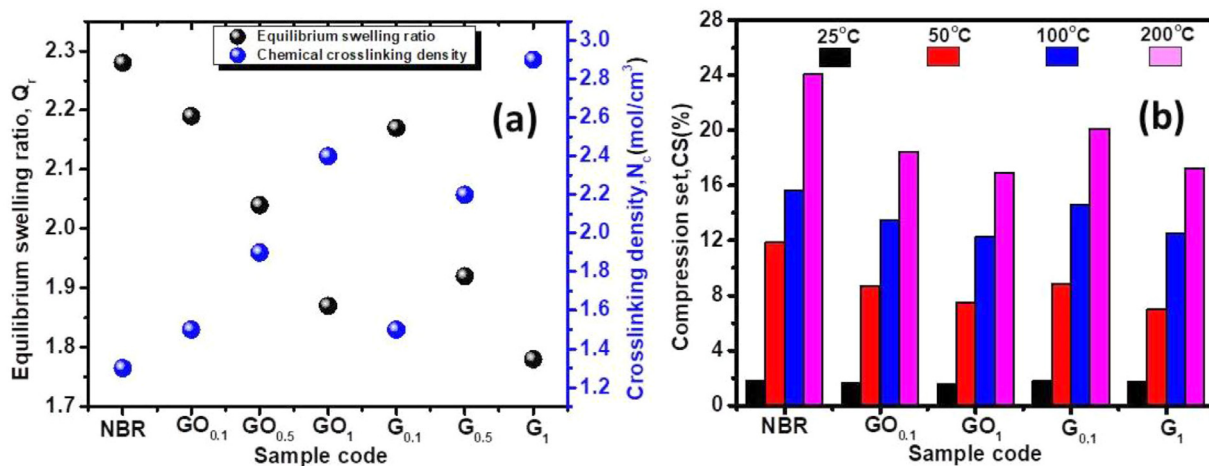 Equilibrium swelling ratio
Chemical crosslinking density
(a)
Equilibrium swelling ratio, Qr
2.3
2.2
2.1
2.0
1.9
1.8
1.7
3.0
2.8
2.6
2.4
2.2
2.1
1.8
1.7
1.5
1.4
1.2
Crosslinking density,Nc(mol/cm3)
NBR GO0.1 GO0.5 GO1 G0.1 G0.5 G1
Sample code
25°C 50°C 100°C 200°C
(b)
Compression set,CS(%)
28
24
20
16
12
8
4
0
NBR GO0.1 GO1 G0.1 G1
Sample code